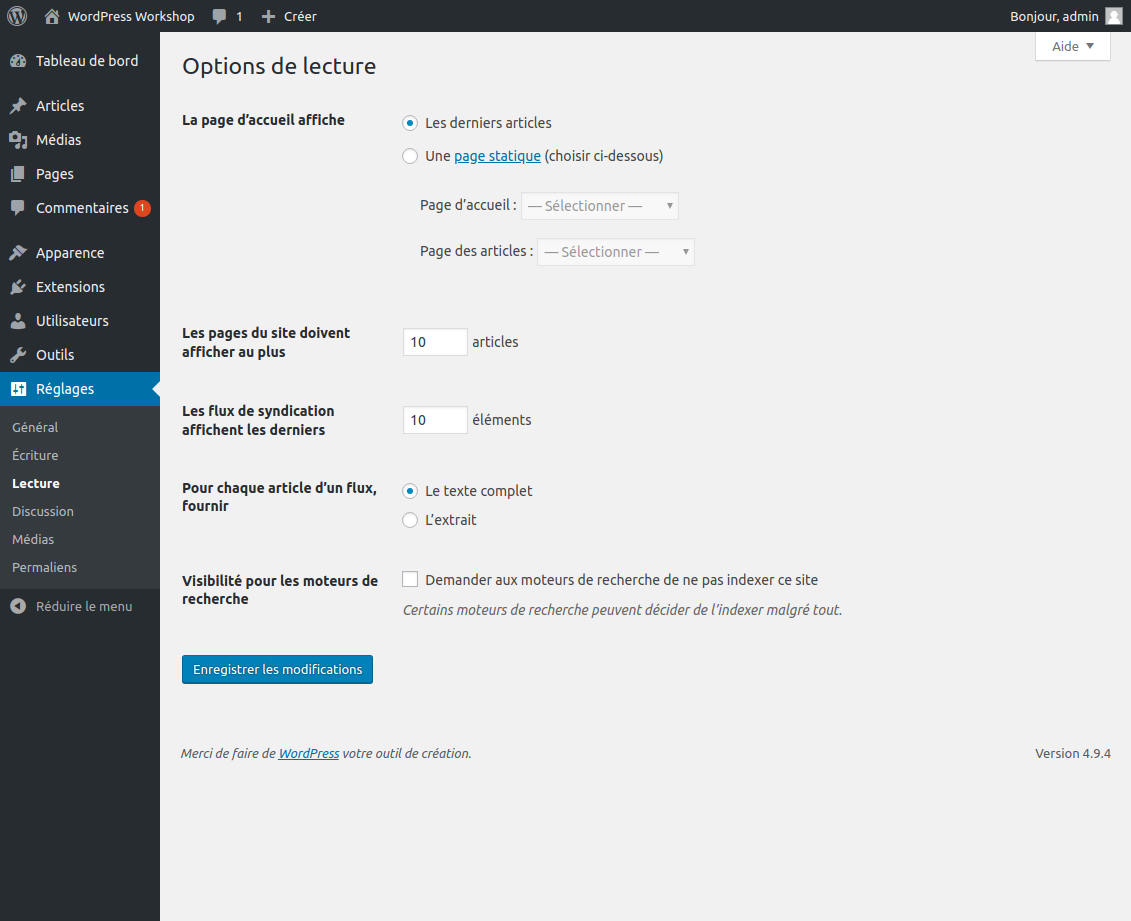 WordPress Workshop 1 Créer Bonjour, admin
Aide
Tableau de bord
Articles
Médias
Pages
Commentaires 1
Apparence
Extensions
Utilisateurs
Outils
Réglages
Général
Écriture
Lecture
Discussion
Médias
Permaliens
Réduire le menu
Options de lecture
La page d’accueil affiche
Les derniers articles
Une page statique (choisir ci-dessous)
Page d’accueil : — Sélectionner —
Page des articles : — Sélectionner —
Les pages du site doivent
afficher au plus
10 articles
Les flux de syndication
affichent les derniers
10 éléments
Pour chaque article d’un flux,
fournir
Le texte complet
L’extrait
Visibilité pour les moteurs de
recherche
Demander aux moteurs de recherche de ne pas indexer ce site
Certains moteurs de recherche peuvent décider de l’indexer malgré tout.
Enregistrer les modifications
Merci de faire de WordPress votre outil de création. Version 4.9.4